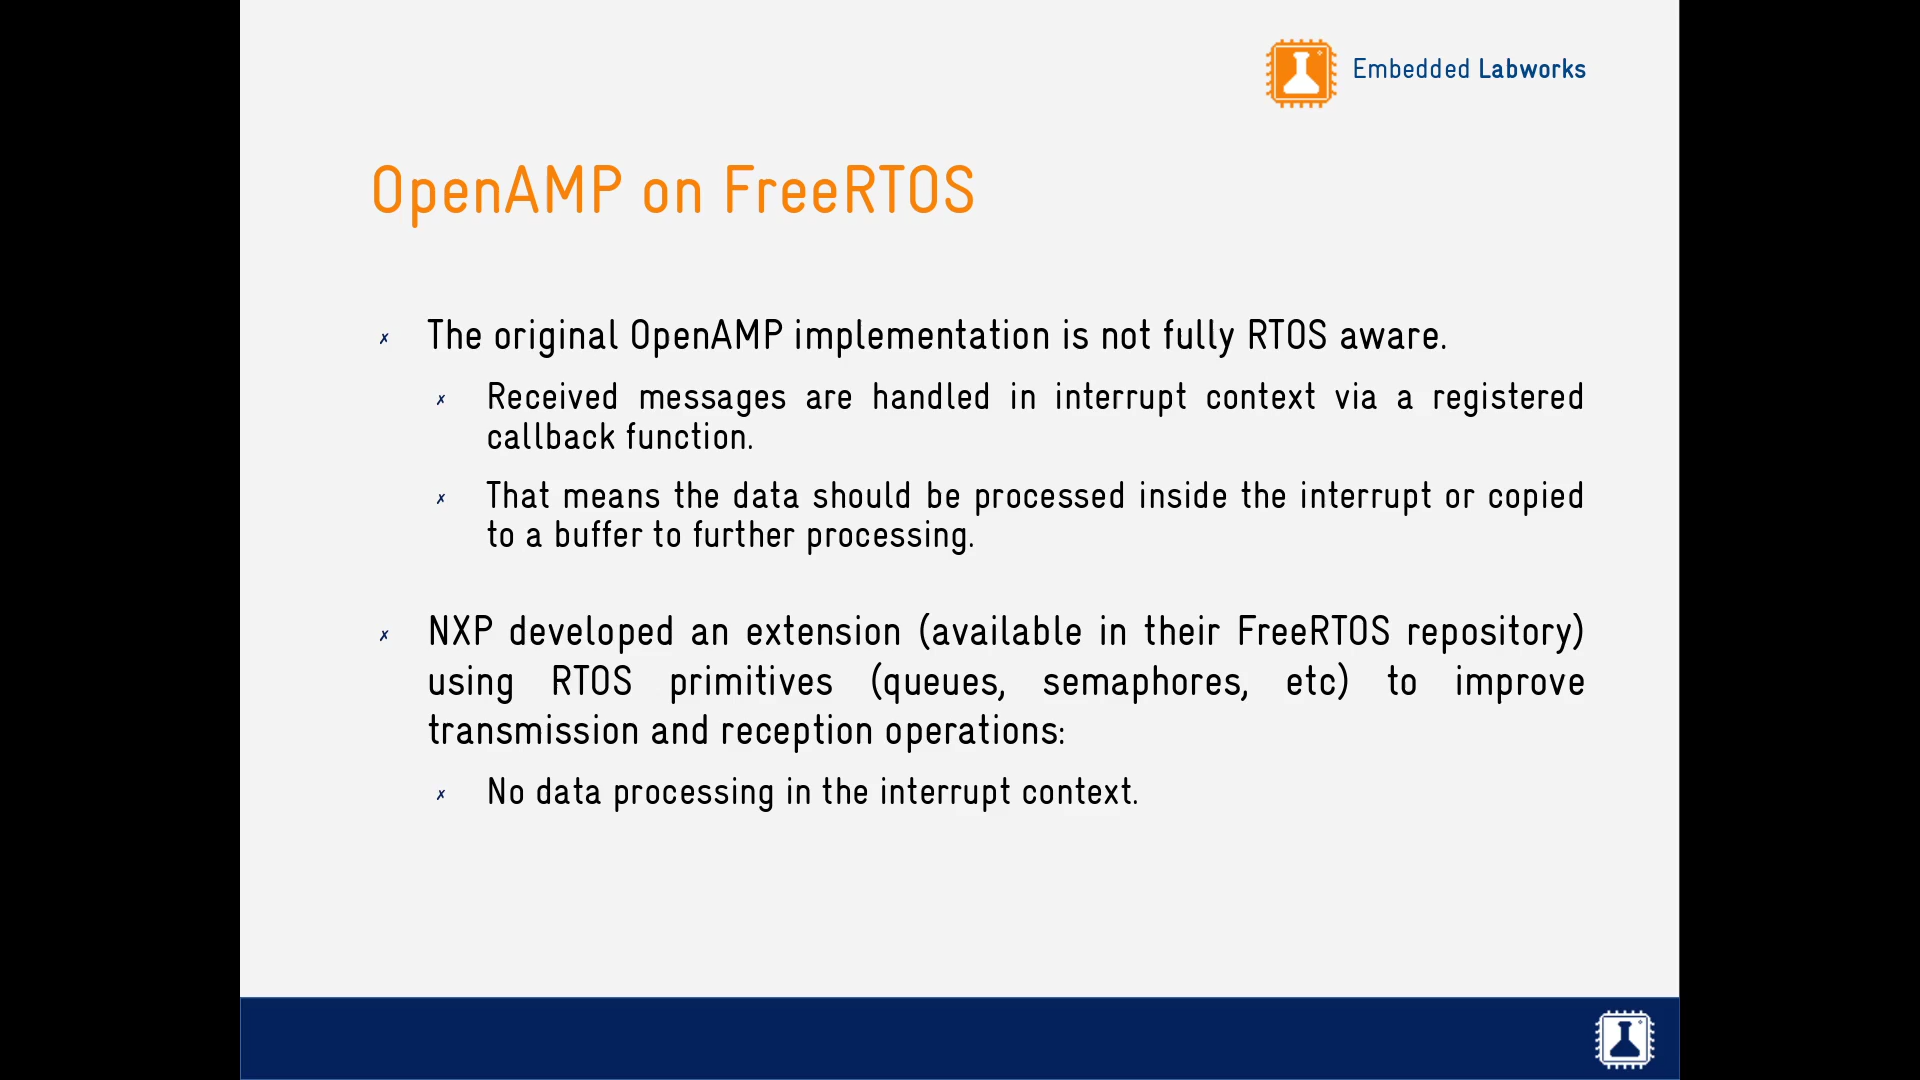 Embedded Labworks
OpenAMP on FreeRTOS
The original OpenAMP implementation is not fully RTOS aware.
Received messages are handled in interrupt context via a registered
callback function.
That means the data should be processed inside the interrupt or copied
to a buffer to further processing.
NXP developed an extension (available in their FreeRTOS repository)
using RTOS primitives (queues, semaphores, etc) to improve
transmission and reception operations:
No data processing in the interrupt context.